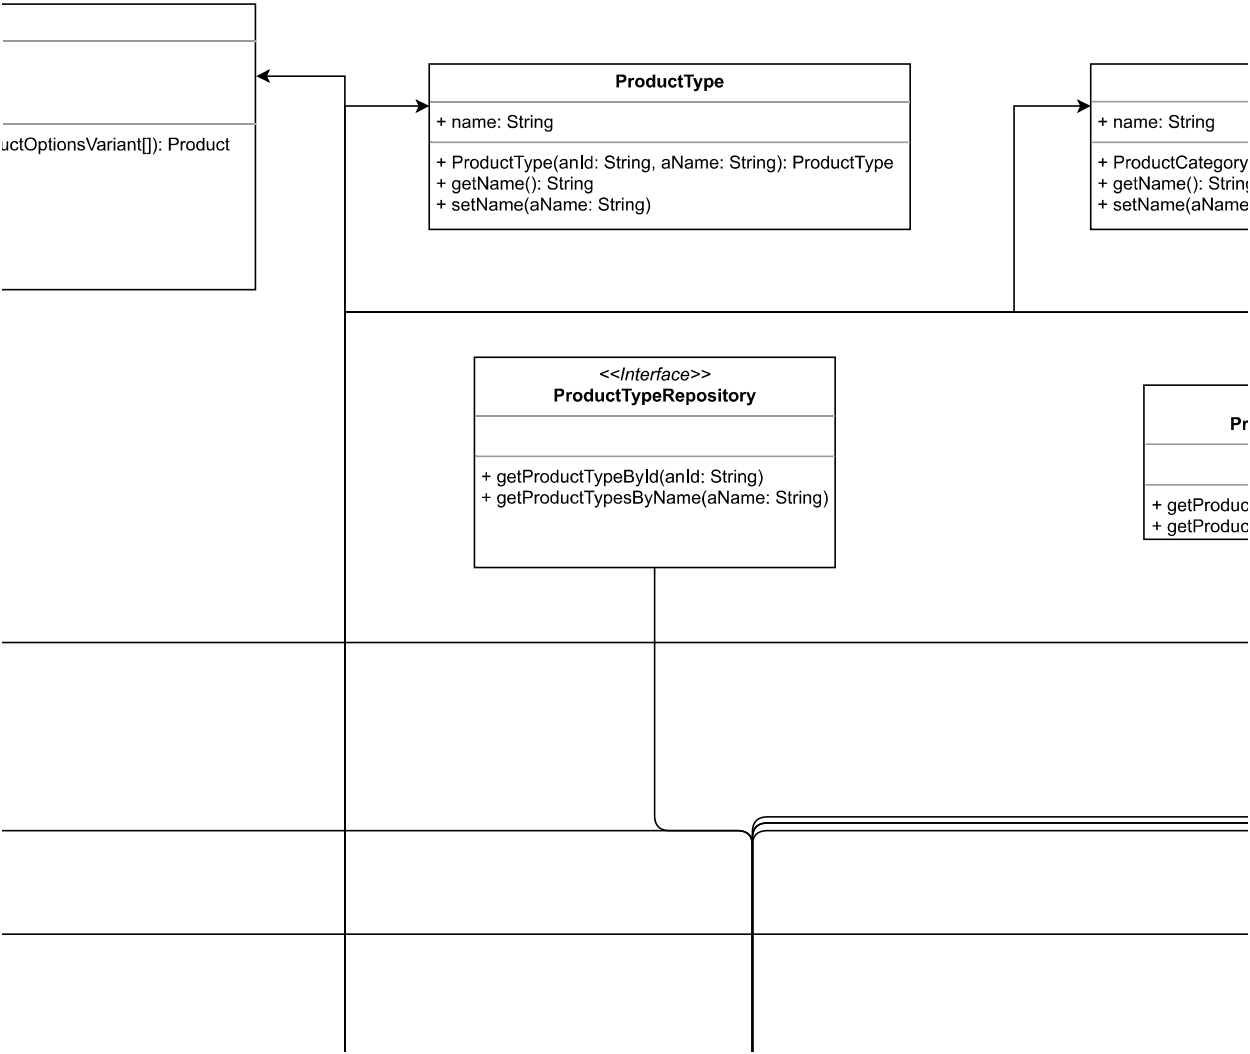 uctOptionsVariant[]): Product
ProductType
+ name: String
+ ProductType(anId: String, aName: String): ProductType
+ getName(): String
+ setName(aName: String)
+ name: String
+ ProductCategory
+ getName(): String
+ setName(aName
<<Interface>>
ProductTypeRepository
+ getProductTypeById(anId: String)
+ getProductTypesByName(aName: String)
Pr
+ getProduc
+ getProduc